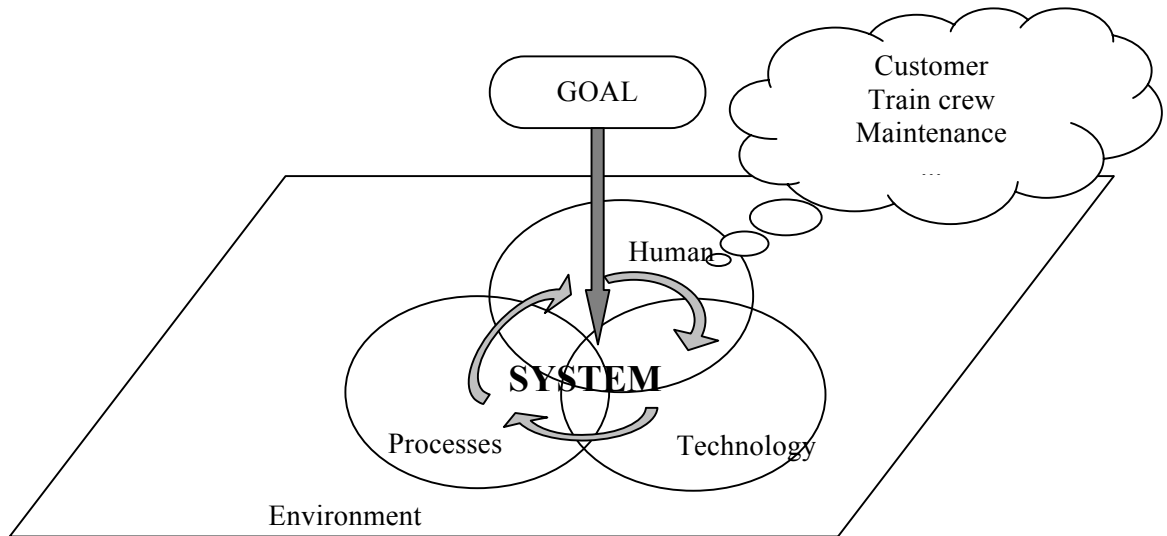 GOAL
Customer
Train crew
Maintenance
...
Human
SYSTEM
Processes
Technology
Environment